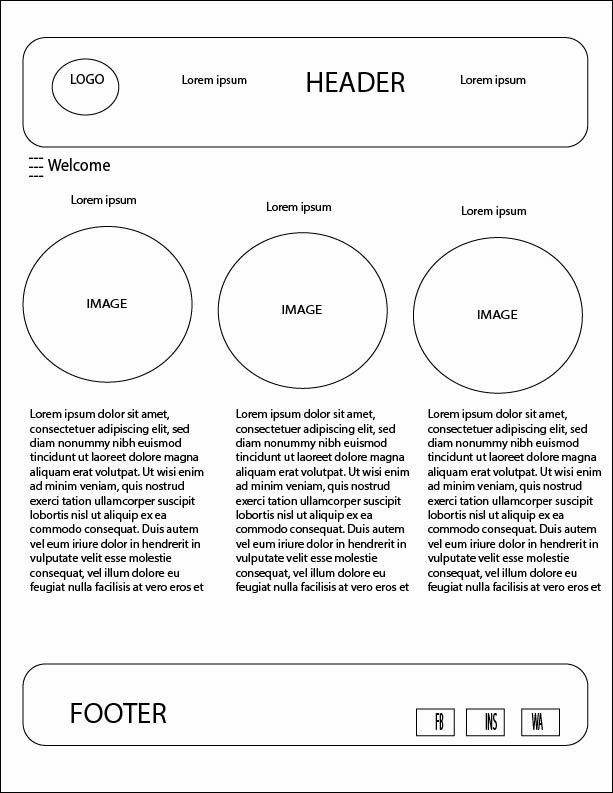 LOGO
Lorem ipsum
HEADER
Lorem ipsum
Welcome
Lorem ipsum
IMAGE
Lorem ipsum dolor sit amet,
consectetuer adipiscing elit, sed
diam nonummy nibh euismod
tincidunt ut laoreet dolore magna
aliquam erat volutpat. Ut wisi enim
ad minim veniam, quis nostrud
exerci tation ullamcorper suscipit
lobortis nisl ut aliquip ex ea
commodo consequat. Duis autem
vel eum iriure dolor in hendrerit in
vulputate velit esse molestie
consequat, vel illum dolore eu
feugiat nulla facilisis at vero eros et
Lorem ipsum
IMAGE
Lorem ipsum dolor sit amet,
consectetuer adipiscing elit, sed
diam nonummy nibh euismod
tincidunt ut laoreet dolore magna
aliquam erat volutpat. Ut wisi enim
ad minim veniam, quis nostrud
exerci tation ullamcorper suscipit
lobortis nisl ut aliquip ex ea
commodo consequat. Duis autem
vel eum iriure dolor in hendrerit in
vulputate velit esse molestie
consequat, vel illum dolore eu
feugiat nulla facilisis at vero eros et
Lorem ipsum
IMAGE
Lorem ipsum dolor sit amet,
consectetuer adipiscing elit, sed
diam nonummy nibh euismod
tincidunt ut laoreet dolore magna
aliquam erat volutpat. Ut wisi enim
ad minim veniam, quis nostrud
exerci tation ullamcorper suscipit
lobortis nisl ut aliquip ex ea
commodo consequat. Duis autem
vel eum iriure dolor in hendrerit in
vulputate velit esse molestie
consequat, vel illum dolore eu
feugiat nulla facilisis at vero eros et
FOOTER
FB
INS
WA